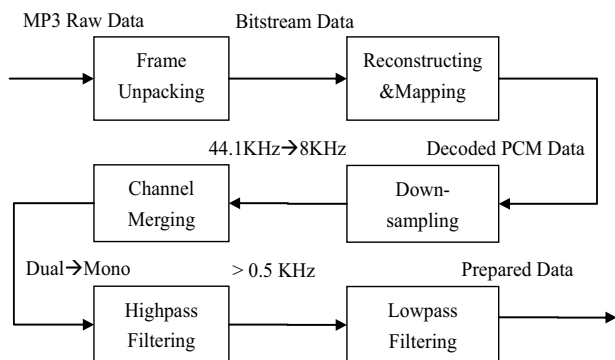 MP3 Raw Data
Bitstream Data
Frame
Unpacking
Reconstructing
&Mapping
44.1KHz→8KHz
Decoded PCM Data
Channel
Merging
Down-
sampling
Dual→Mono
> 0.5 KHz
Prepared Data
Highpass
Filtering
Lowpass
Filtering